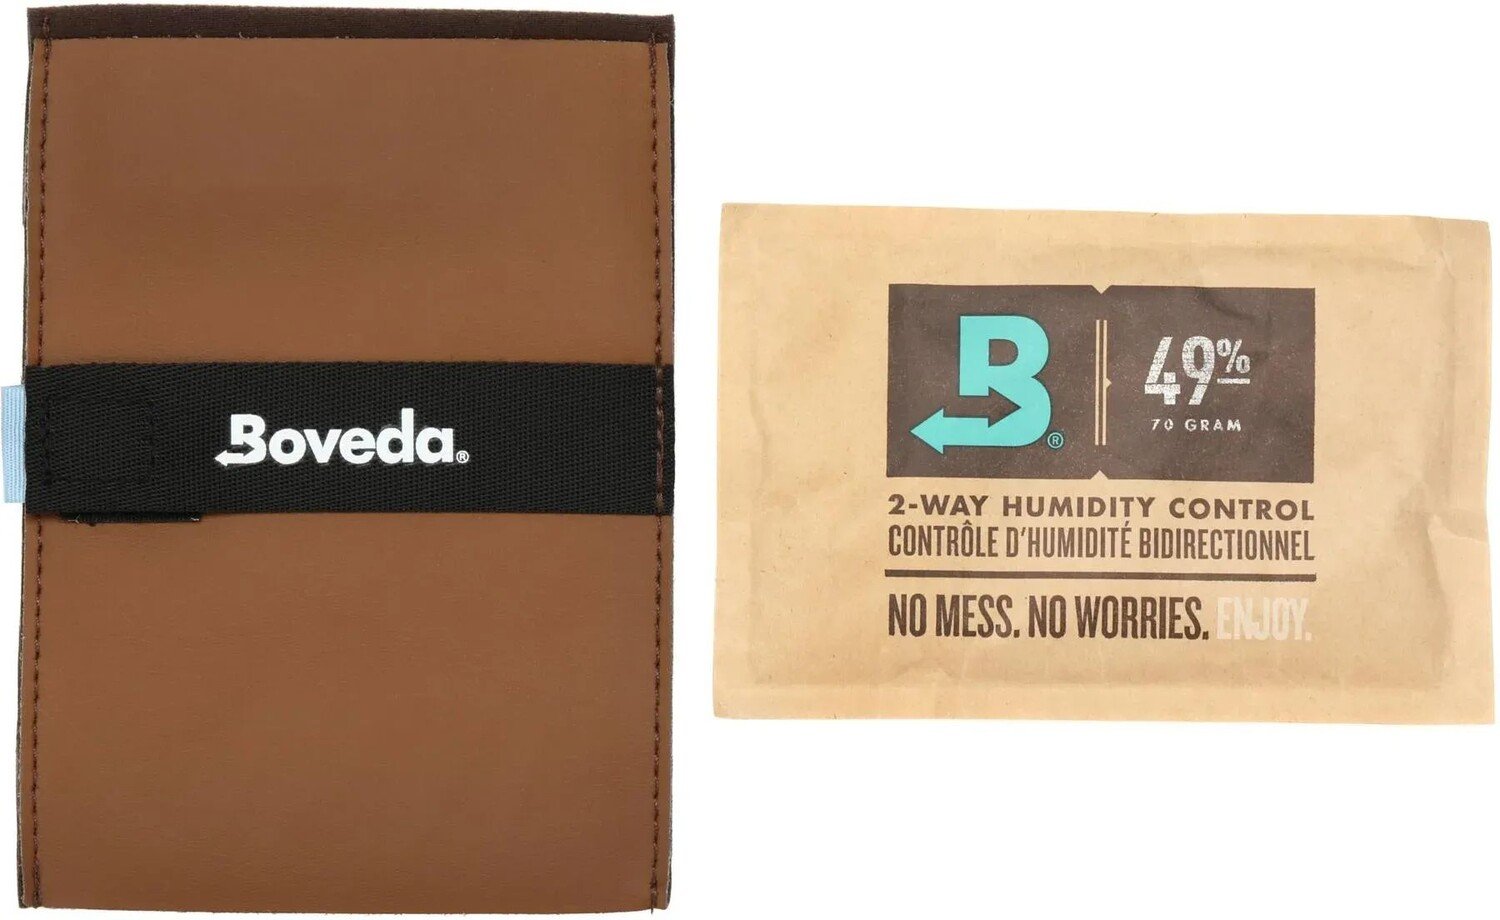 Boveda®
B®
49%
70 GRAM
2-WAY HUMIDITY CONTROL
CONTRÔLE D'HUMIDITÉ BIDIRECTIONNEL
NO MESS. NO WORRIES. ENJOY.